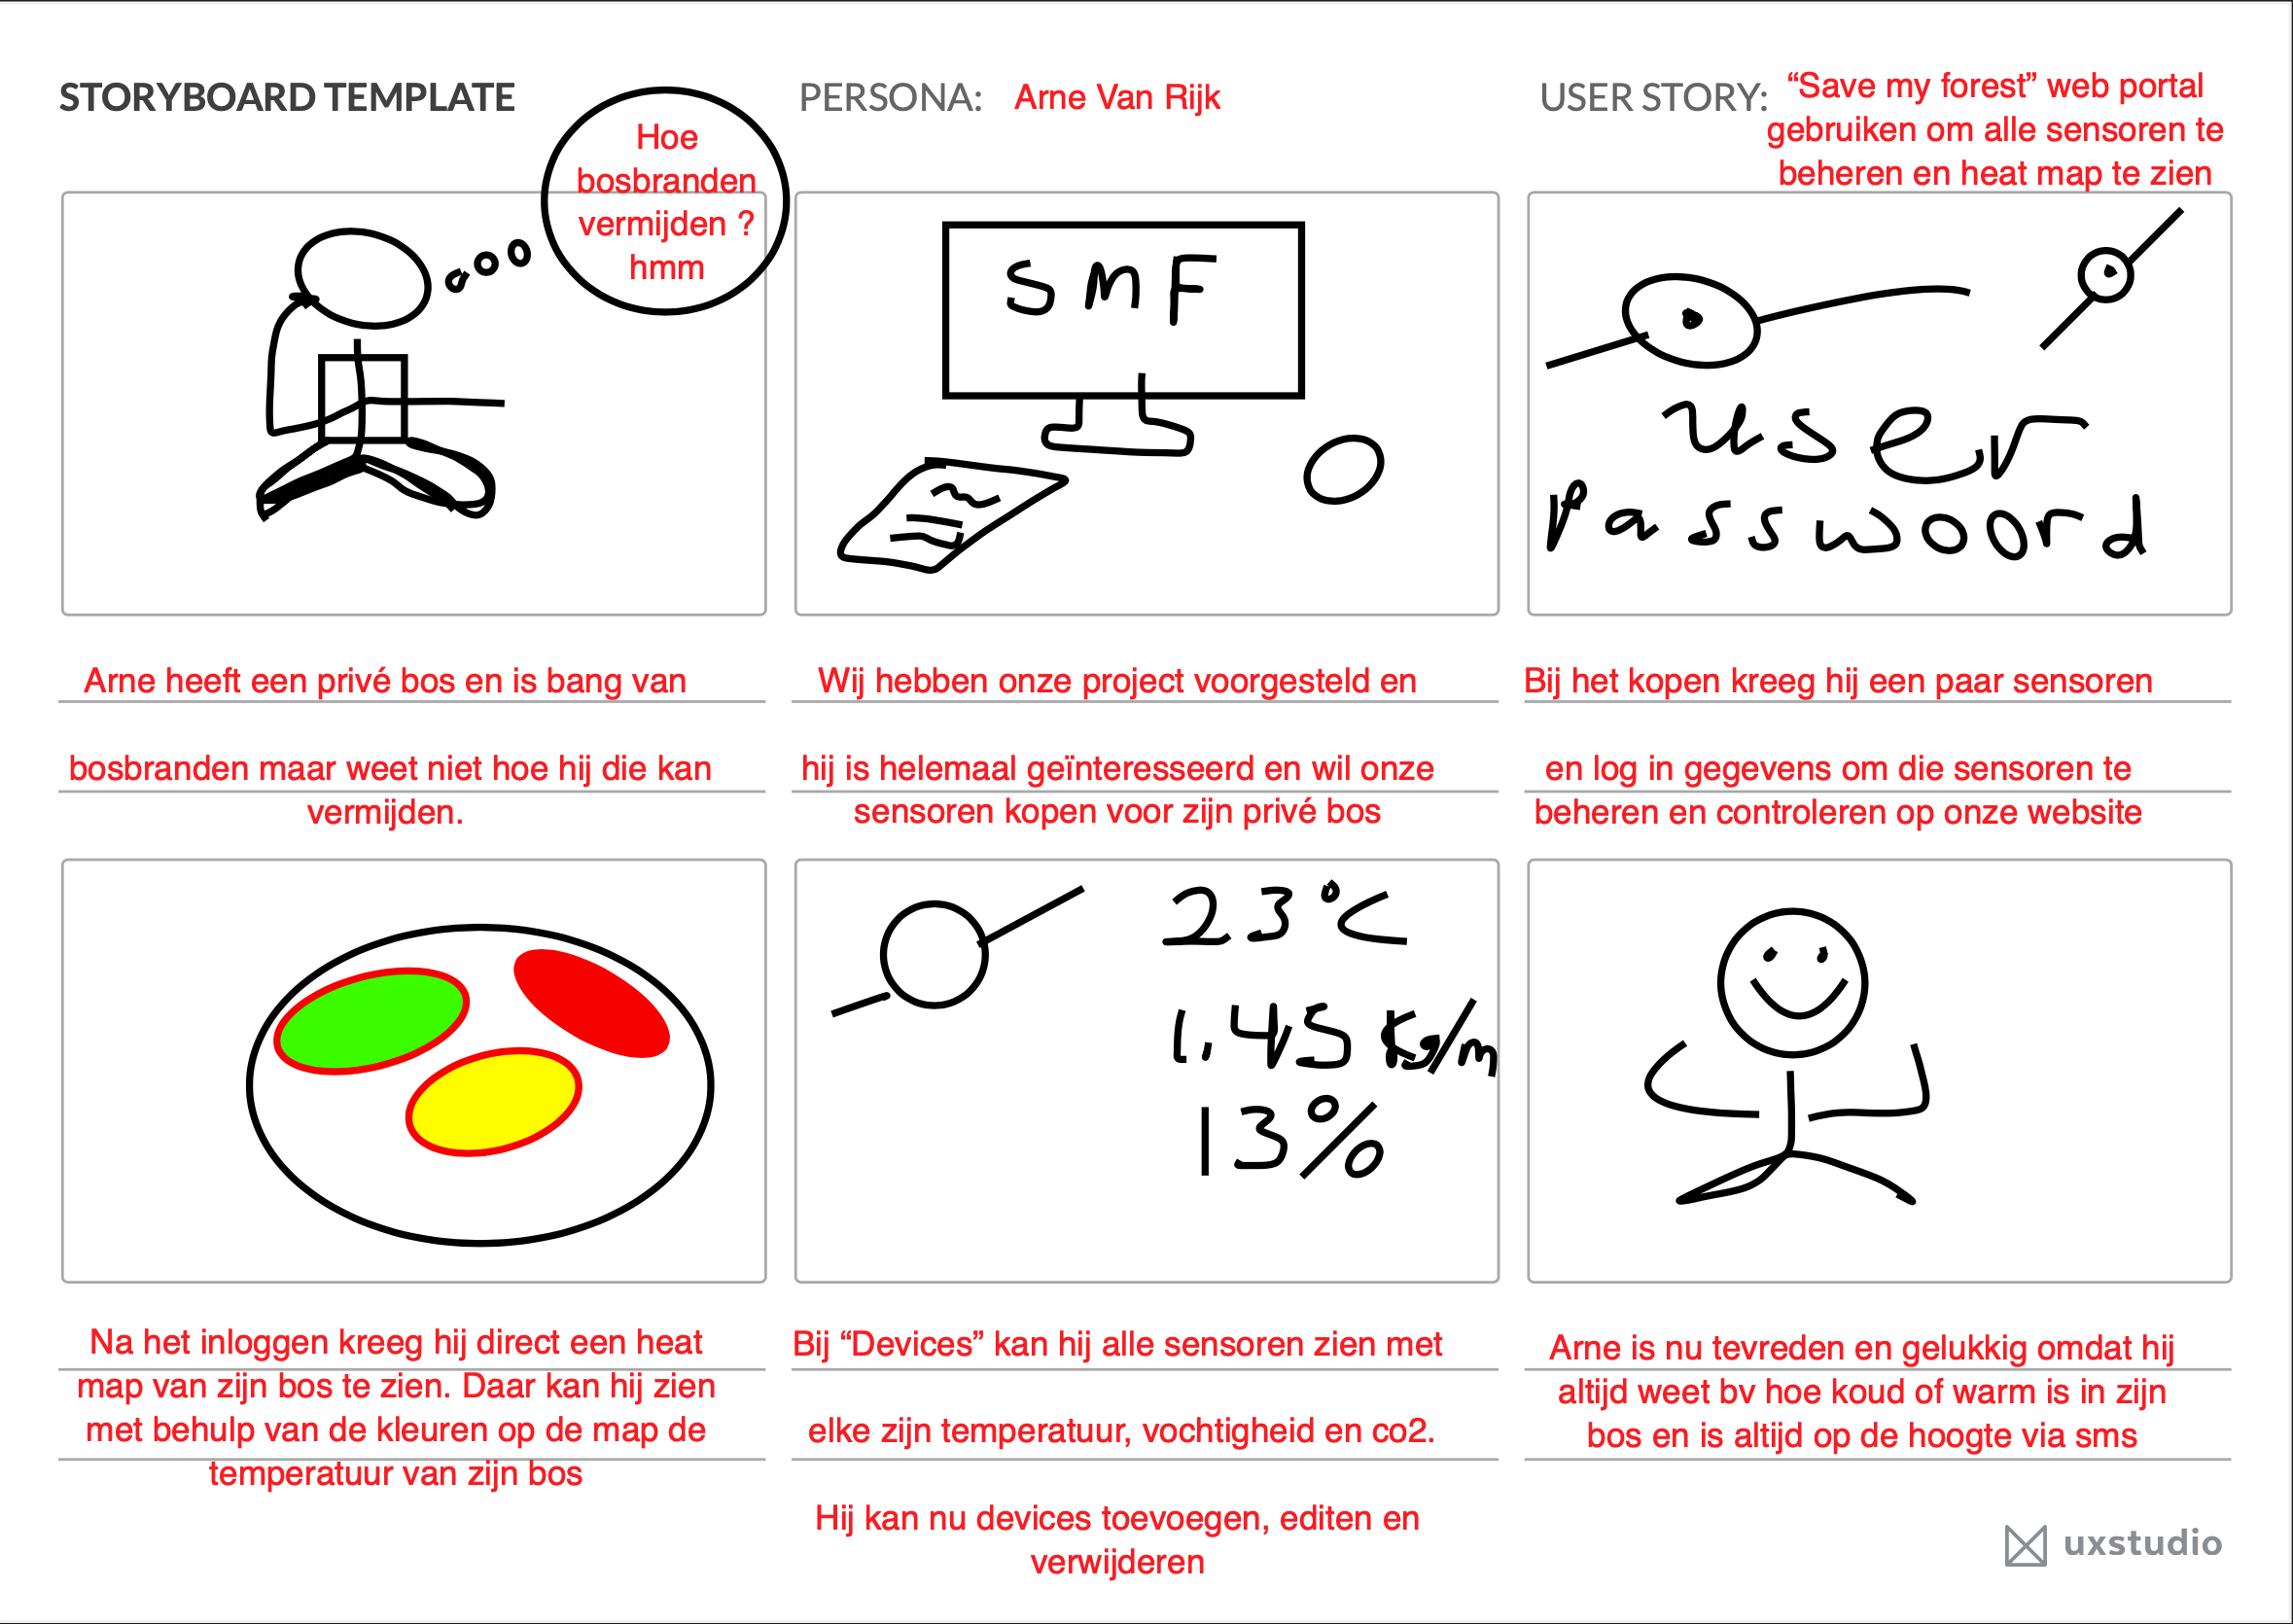 STORYBOARD TEMPLATE
PERSONA: Arne Van Rijk
USER STORY: “Save my forest” web portal
gebruiken om alle sensoren te
beheren en heat map te zien
Hoe
bosbranden
vermijden ?
hmm
SMF
user
Passwoord
Arne heeft een privé bos en is bang van
bosbranden maar weet niet hoe hij die kan
vermijden.
Wij hebben onze project voorgesteld en
hij is helemaal geïnteresseerd en wil onze
sensoren kopen voor zijn privé bos
Bij het kopen kreeg hij een paar sensoren
en log in gegevens om die sensoren te
beheren en controleren op onze website
23°C
1,45 Kg/m
13%
Na het inloggen kreeg hij direct een heat
map van zijn bos te zien. Daar kan hij zien
met behulp van de kleuren op de map de
temperatuur van zijn bos
Bij “Devices” kan hij alle sensoren zien met
elke zijn temperatuur, vochtigheid en co2.
Hij kan nu devices toevoegen, editen en
verwijderen
Arne is nu tevreden en gelukkig omdat hij
altijd weet bv hoe koud of warm is in zijn
bos en is altijd op de hoogte via sms
uxstudio